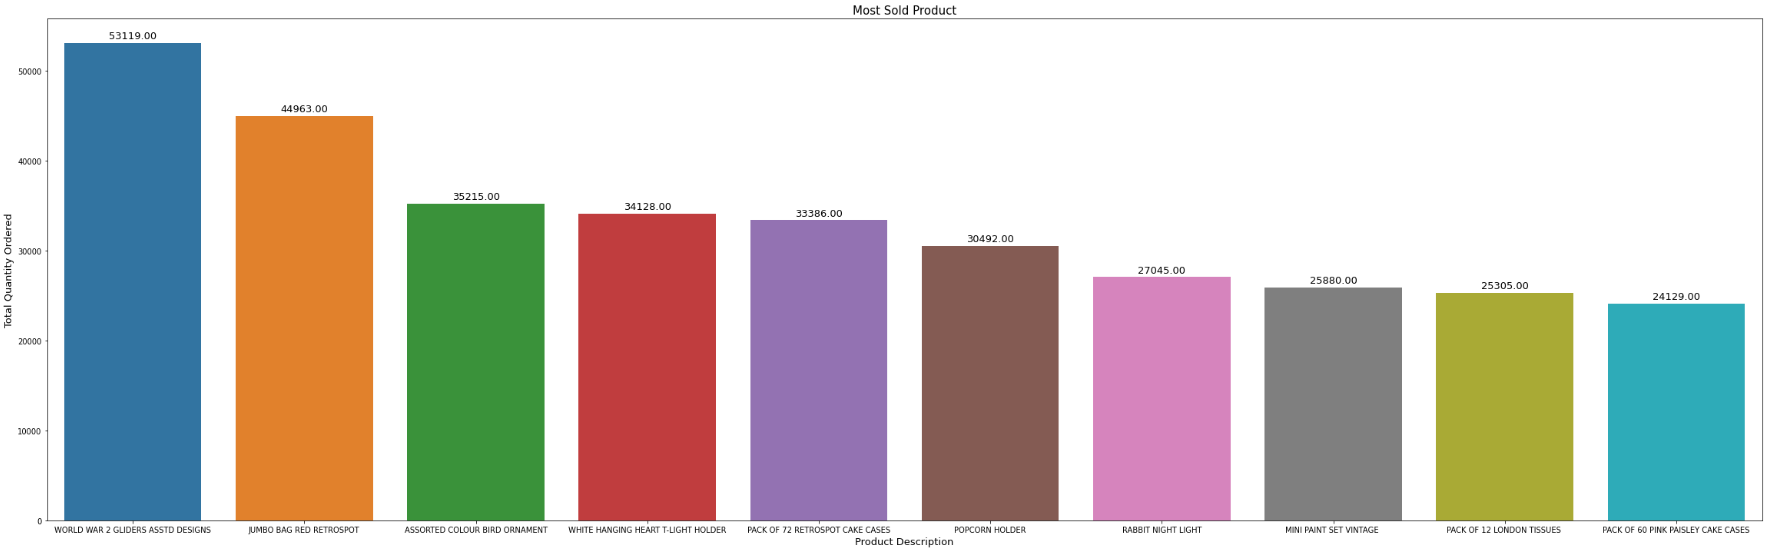 Most Sold Product
53119.00
44963.00
35215.00
34128.00
33386.00
30492.00
27045.00
25880.00
25305.00
24129.00
Total Quantity Ordered
50000
40000
30000
20000
10000
0
WORLD WAR 2 GLIDERS ASSTD DESIGNS
JUMBO BAG RED RETROSPOT
ASSORTED COLOUR BIRD ORNAMENT
WHITE HANGING HEART T-LIGHT HOLDER
PACK OF 72 RETROSPOT CAKE CASES
POPCORN HOLDER
RABBIT NIGHT LIGHT
MINI PAINT SET VINTAGE
PACK OF 12 LONDON TISSUES
PACK OF 60 PINK PAISLEY CAKE CASES
Product Description